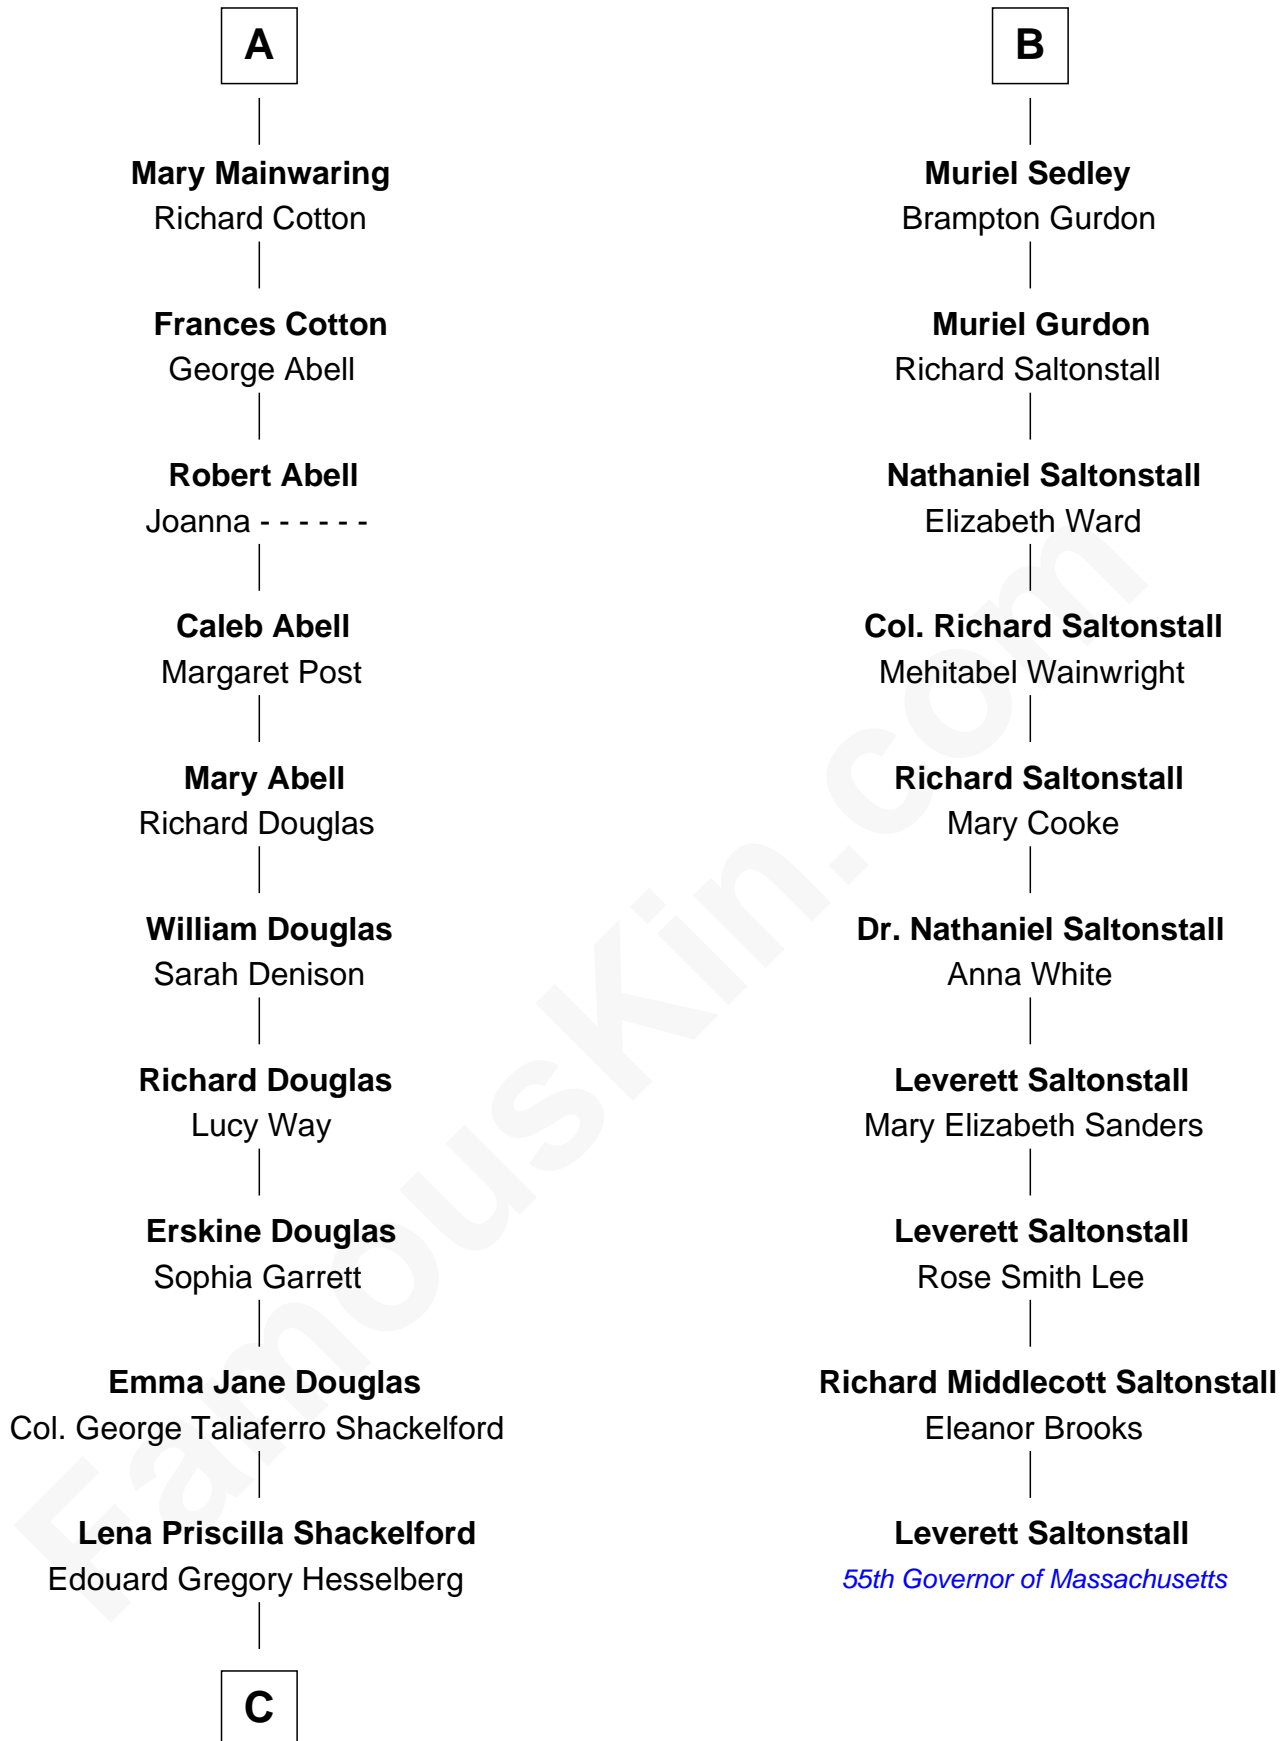 A
Mary Mainwaring
Richard Cotton
Frances Cotton
George Abell
Robert Abell
Joanna - - - - - -
Caleb Abell
Margaret Post
Mary Abell
Richard Douglas
William Douglas
Sarah Denison
Richard Douglas
Lucy Way
Erskine Douglas
Sophia Garrett
Emma Jane Douglas
Col. George Taliaferro Shackelford
Lena Priscilla Shackelford
Edouard Gregory Hesselberg
C
B
Muriel Sedley
Brampton Gurdon
Muriel Gurdon
Richard Saltonstall
Nathaniel Saltonstall
Elizabeth Ward
Col. Richard Saltonstall
Mehitabel Wainwright
Richard Saltonstall
Mary Cooke
Dr. Nathaniel Saltonstall
Anna White
Leverett Saltonstall
Mary Elizabeth Sanders
Leverett Saltonstall
Rose Smith Lee
Richard Middlecott Saltonstall
Eleanor Brooks
Leverett Saltonstall
55th Governor of Massachusetts
FamousKin.com